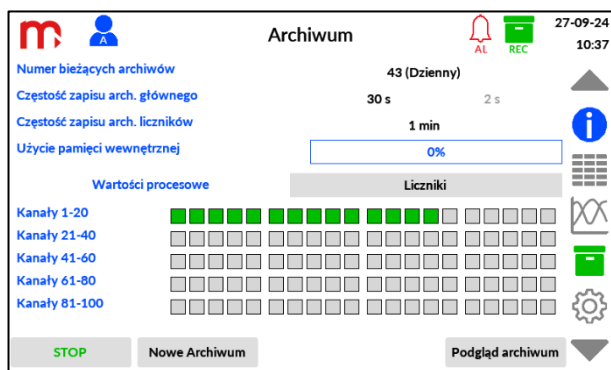 m A Archiwum AL REC 27-09-24
10:37
Numer bieżących archiwów 43 (Dzienny)
Częstość zapisu arch. głównego 30 s 2 s
Częstość zapisu arch. liczników 1 min
Użycie pamięci wewnętrznej 0%
Wartości procesowe Liczniki
Kanały 1-20
Kanały 21-40
Kanały 41-60
Kanały 61-80
Kanały 81-100
STOP Nowe Archiwum Podgląd archiwum